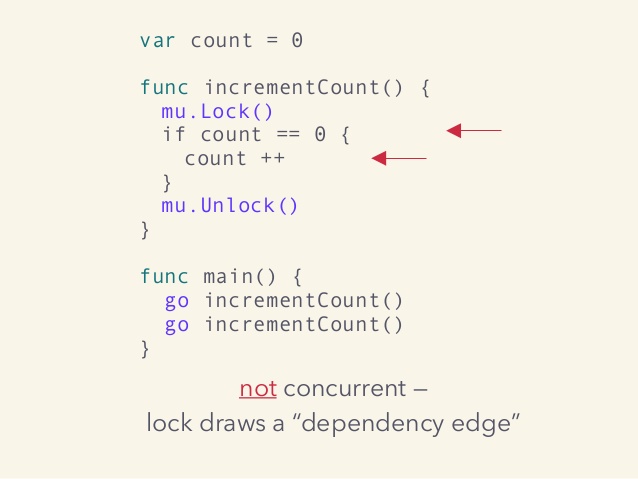 var count = 0
func incrementCount() {
mu.Lock()
if count == 0 {
count ++
}
mu.Unlock()
}
func main() {
go incrementCount()
go incrementCount()
}
not concurrent —
lock draws a “dependency edge”